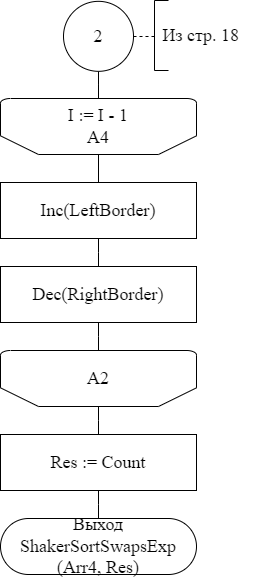 2
Из стр. 18
I := I - 1
A4
Inc(LeftBorder)
Dec(RightBorder)
A2
Res := Count
Выход
ShakerSortSwapsExp
(Arr4, Res)